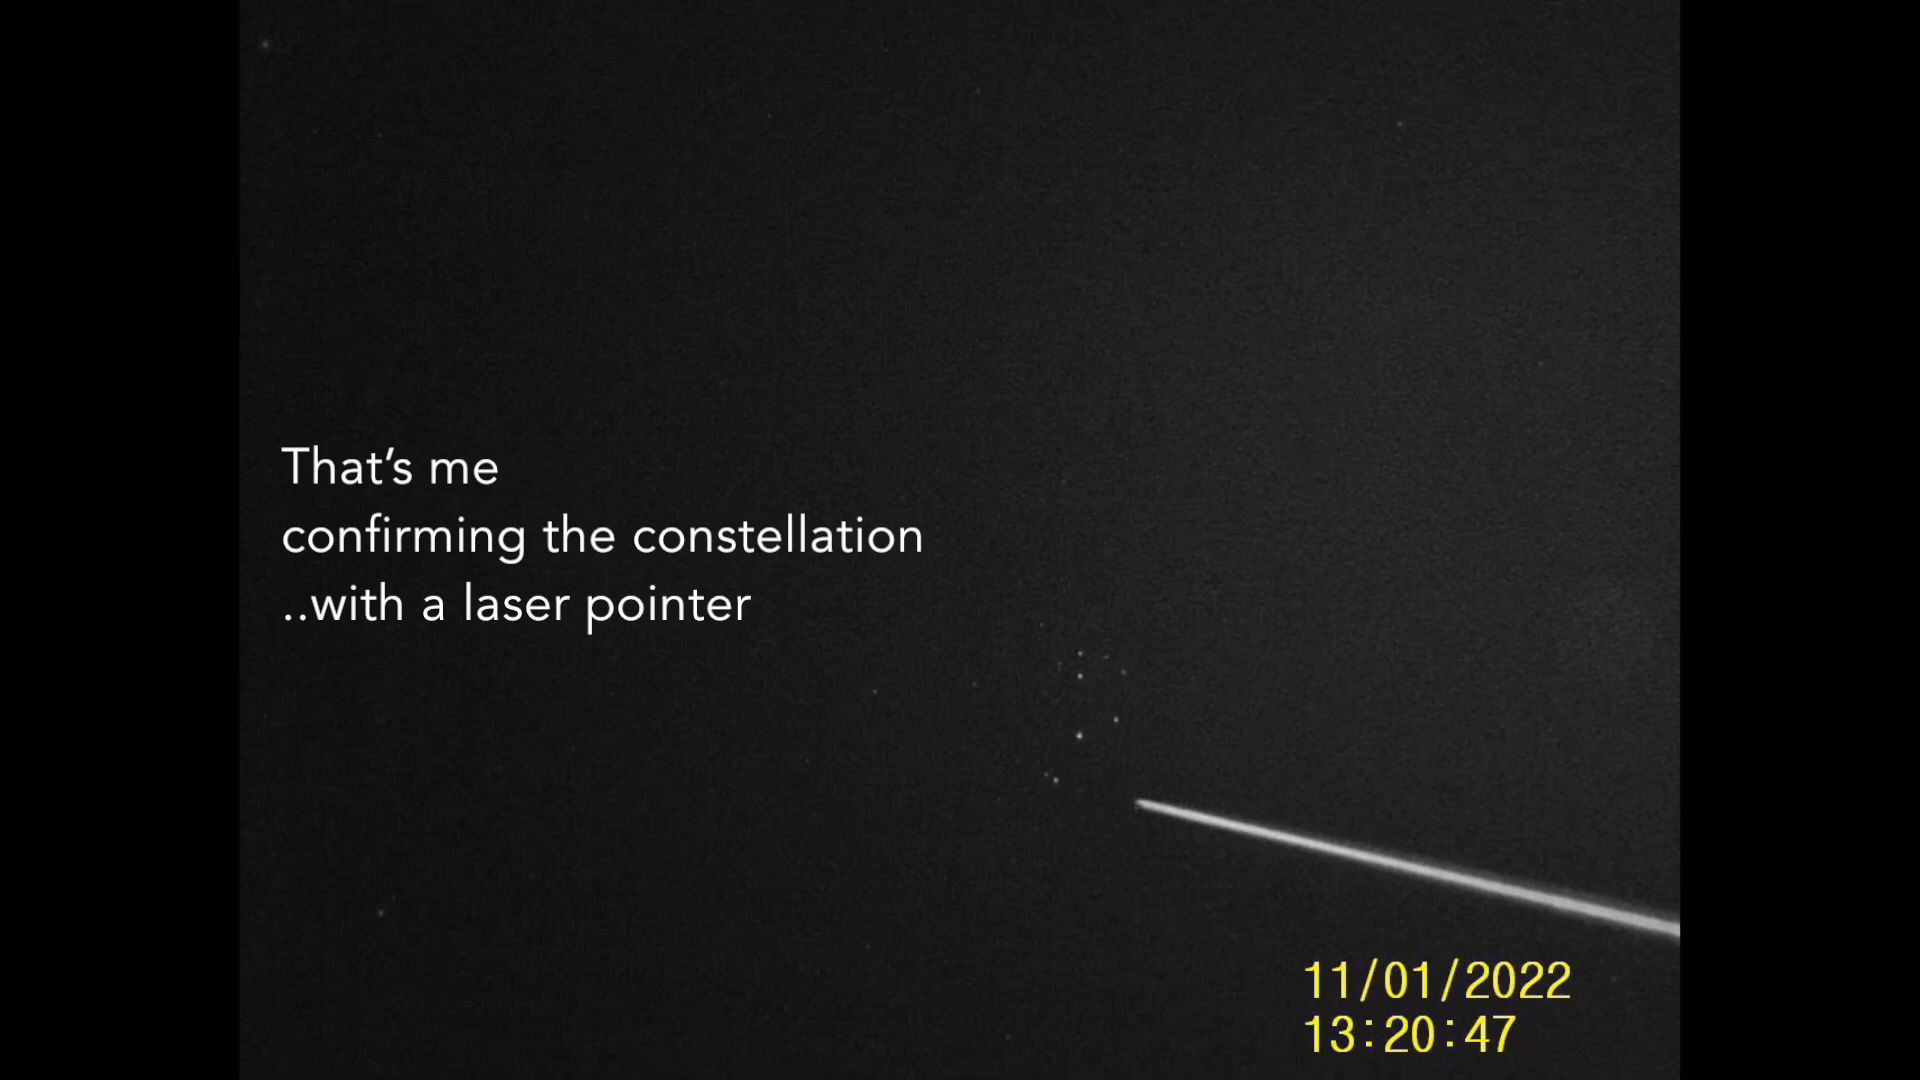 That's me
confirming the constellation
..with a laser pointer
11/01/2022
13:20:47